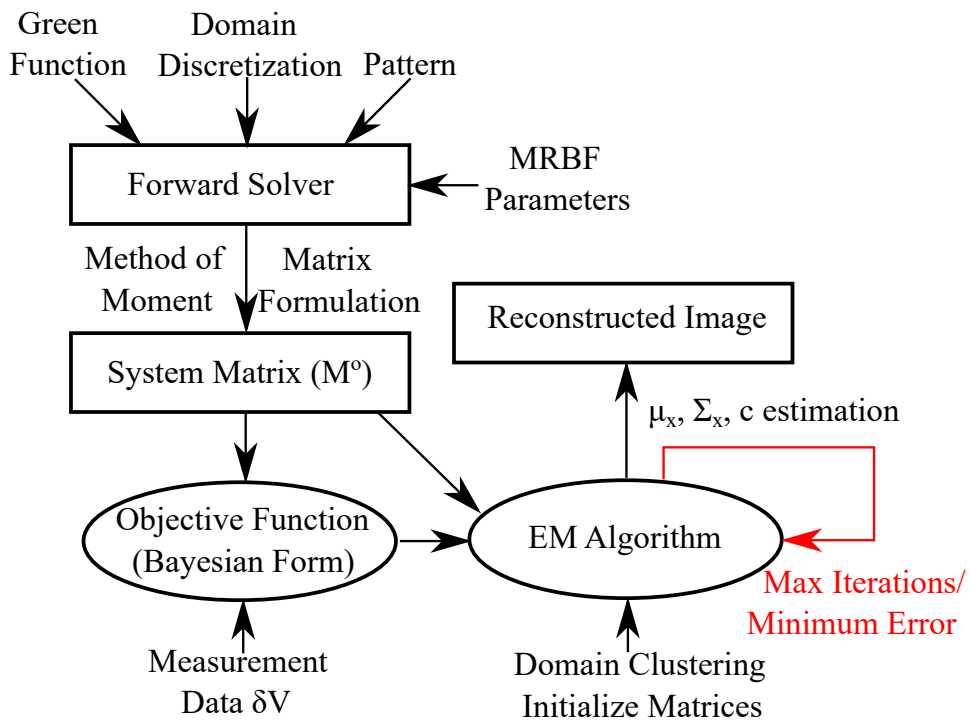 Green
Function
Domain
Discretization
Pattern
Forward Solver
MRBF
Parameters
Method of
Moment
Matrix
Formulation
Reconstructed Image
System Matrix (Mº)
μx, Σx, c estimation
Objective Function
(Bayesian Form)
EM Algorithm
Max Iterations/
Minimum Error
Measurement
Data δV
Domain Clustering
Initialize Matrices